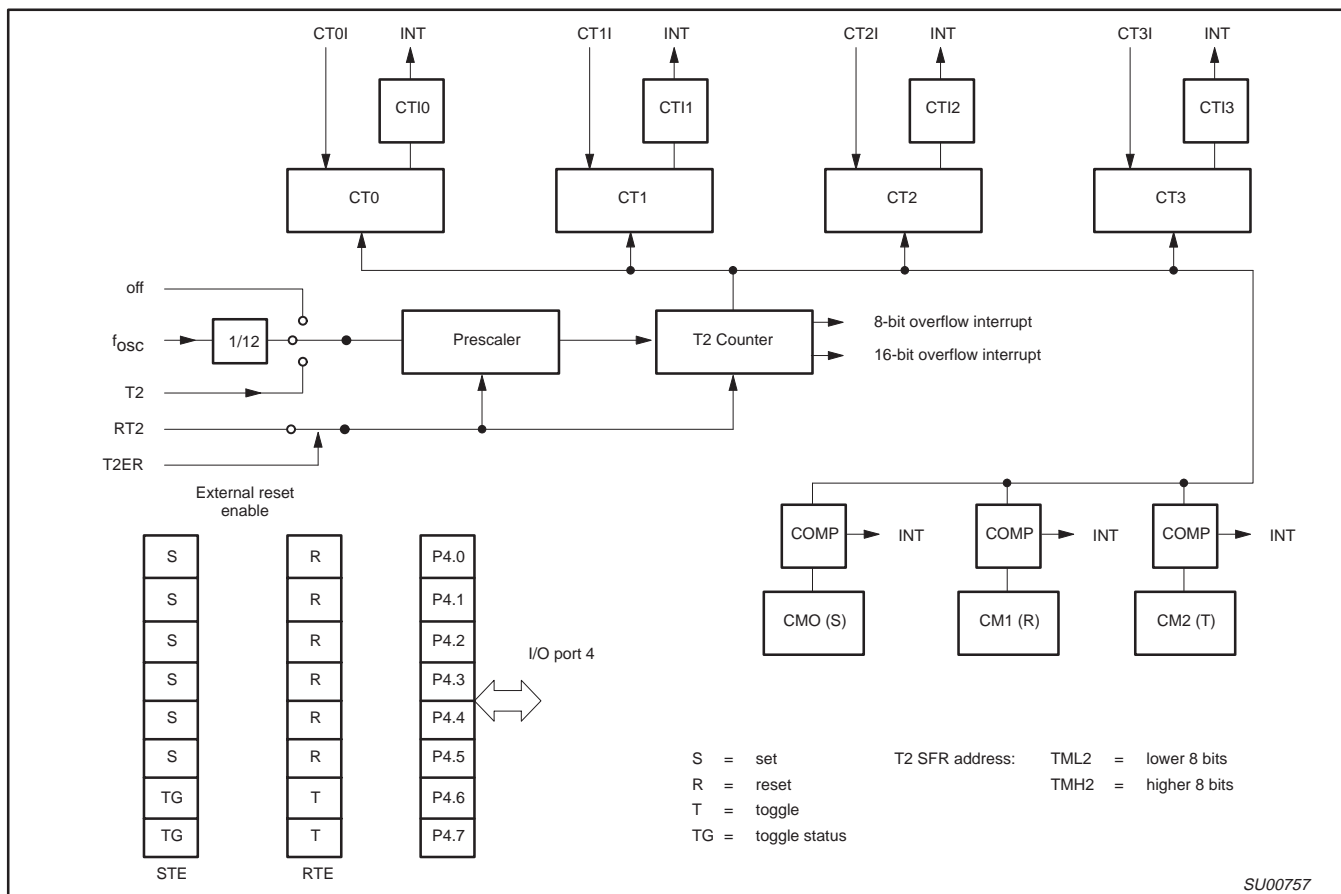 CT0I INT CT1I INT CT2I INT CT3I INT
CTI0 CTI1 CTI2 CTI3
CT0 CT1 CT2 CT3
off
fosc 1/12 Prescaler T2 Counter 8-bit overflow interrupt
16-bit overflow interrupt
T2
RT2
T2ER
External reset
enable
COMP INT COMP INT COMP INT
CMO (S) CM1 (R) CM2 (T)
S R P4.0
S R P4.1
S R P4.2
S R P4.3
S R P4.4
S R P4.5
TG T P4.6
TG T P4.7
STE RTE
I/O port 4
S = set T2 SFR address: TML2 = lower 8 bits
R = reset TMH2 = higher 8 bits
T = toggle
TG = toggle status
SU00757